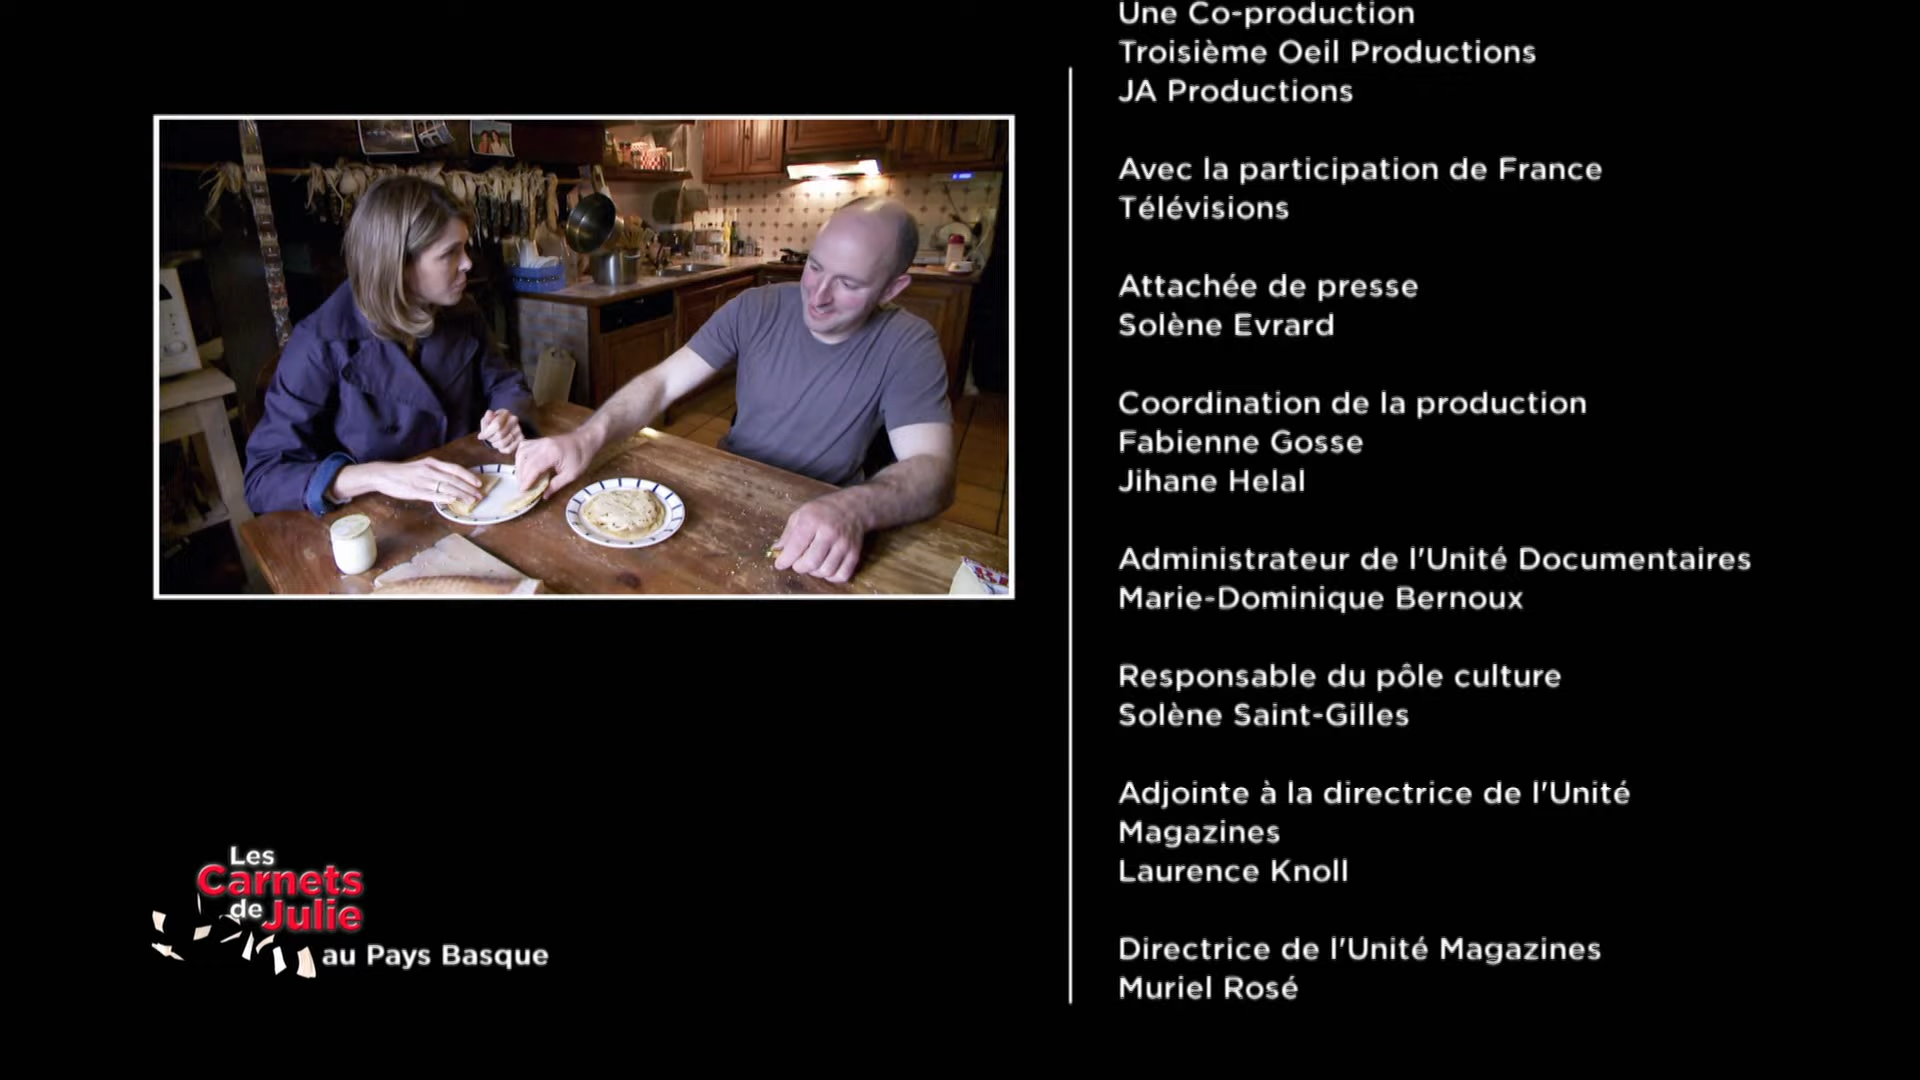 Une Co-production
Troisième Oeil Productions
JA Productions
Avec la participation de France
Télévisions
Attachée de presse
Solène Evrard
Coordination de la production
Fabienne Gosse
Jihane Helal
Administrateur de l'Unité Documentaires
Marie-Dominique Bernoux
Responsable du pôle culture
Solène Saint-Gilles
Adjointe à la directrice de l'Unité
Magazines
Laurence Knoll
Directrice de l'Unité Magazines
Muriel Rosé
Les
Carnets
de Julie
au Pays Basque